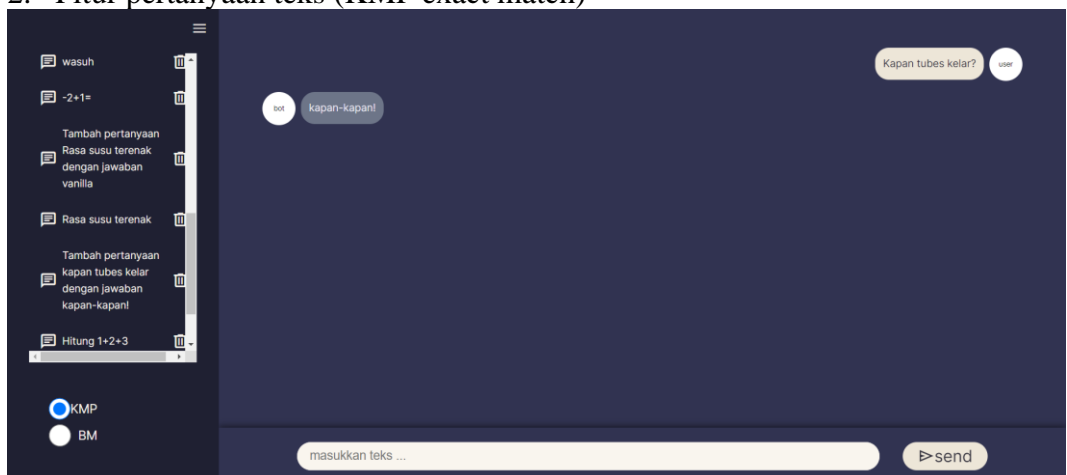 2. Fitur pertanyaan teks (KMP exact match)
wasuh
-2+1=
Tambah pertanyaan
Rasa susu terenak
dengan jawaban
vanilla
Rasa susu terenak
Tambah pertanyaan
kapan tubes kelar
dengan jawaban
kapan-kapan!
Hitung 1+2+3
KMP
BM
Kapan tubes kelar?
user
bot
kapan-kapan!
masukkan teks ...
send